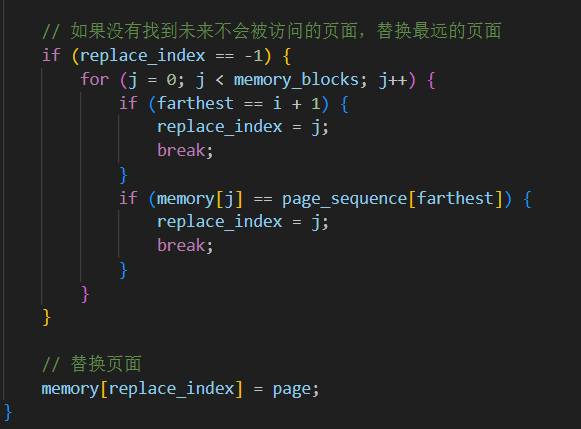 // 如果没有找到未来不会被访问的页面，替换最远的页面
if (replace_index == -1) {
for (j = 0; j < memory_blocks; j++) {
if (farthest == i + 1) {
replace_index = j;
break;
}
if (memory[j] == page_sequence[farthest]) {
replace_index = j;
break;
}
}
}
// 替换页面
memory[replace_index] = page;
}